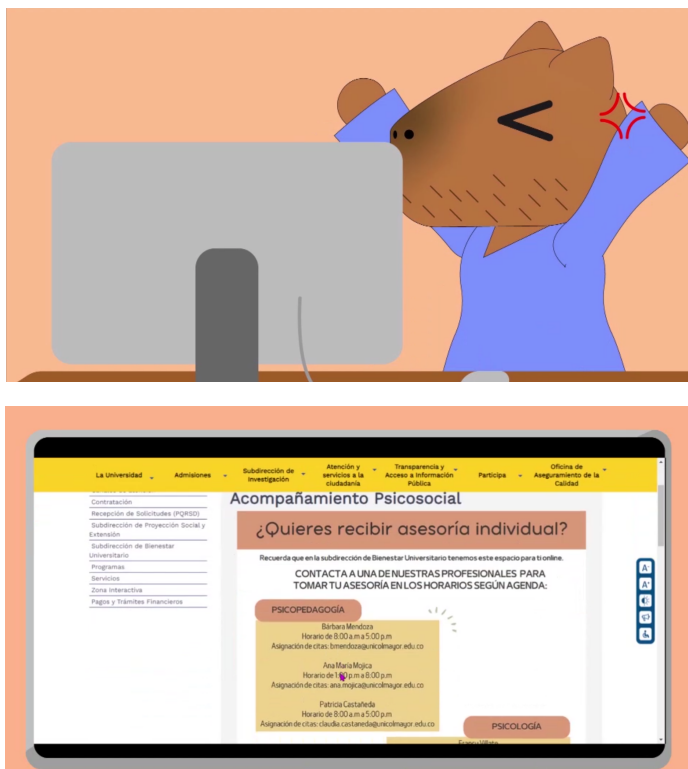 La Universidad
Admisiones
Subdirección de
investigación
Atención y
servicios a la
ciudadanía
Transparencia y
Acceso a Información
Pública
Participa
Oficina de
Aseguramiento de la
Calidad
Contratación
Recepción de Solicitudes (PQRSD)
Subdirección de Proyección Social y
Extensión
Subdirección de Bienestar
Universitario
Programas
Servicios
Zona Interactiva
Pagos y Trámites Financieros
Acompañamiento Psicosocial
¿Quieres recibir asesoría individual?
Recuerda que en la subdirección de Bienestar Universitario tenemos este espacio para ti online.
CONTACTA A UNA DE NUESTRAS PROFESIONALES PARA
TOMAR TU ASESORÍA EN LOS HORARIOS SEGÚN AGENDA:
PSICOPEDAGOGÍA
Bárbara Mendoza
Horario de 8:00 a.m a 5:00 p.m
Asignación de citas: bmendoza@unicolmayor.edu.co
Ana María Mojica
Horario de p.m a 8:00 p.m
Asignación de citas: ana.mojica@unicolmayor.edu.co
Patricia Castañeda
Horario de 8:00 a.m a 5:00 p.m
Asignación de citas: claudia.castaneda@unicolmayor.edu.co
PSICOLOGÍA
A-
A+